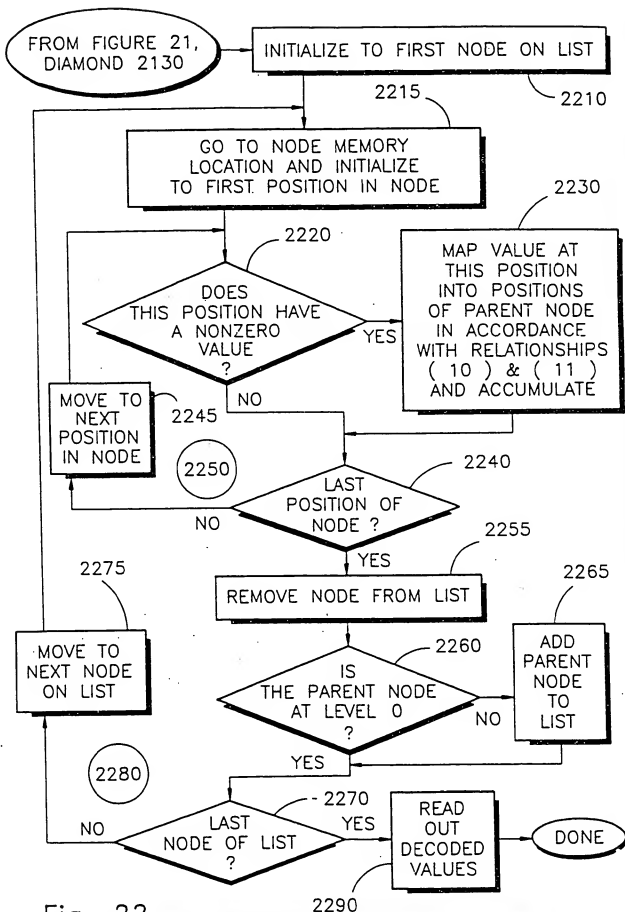 FROM FIGURE 21,
DIAMOND 2130
INITIALIZE TO FIRST NODE ON LIST
2210
2215
GO TO NODE MEMORY
LOCATION AND INITIALIZE
TO FIRST POSITION IN NODE
2220
DOES
THIS POSITION HAVE
A NONZERO
VALUE
?
YES
NO
2230
MAP VALUE AT
THIS POSITION
INTO POSITIONS
OF PARENT NODE
IN ACCORDANCE
WITH RELATIONSHIPS
( 10 ) & ( 11 )
AND ACCUMULATE
MOVE TO
NEXT
POSITION
IN NODE
2245
2250
2240
LAST
POSITION OF
NODE ?
NO
YES
2255
REMOVE NODE FROM LIST
2260
IS
THE PARENT NODE
AT LEVEL 0
?
NO
YES
2265
ADD
PARENT
NODE
TO
LIST
2275
MOVE TO
NEXT NODE
ON LIST
2280
2270
LAST
NODE OF LIST
?
NO
YES
READ
OUT
DECODED
VALUES
2290
DONE
Fig. 22